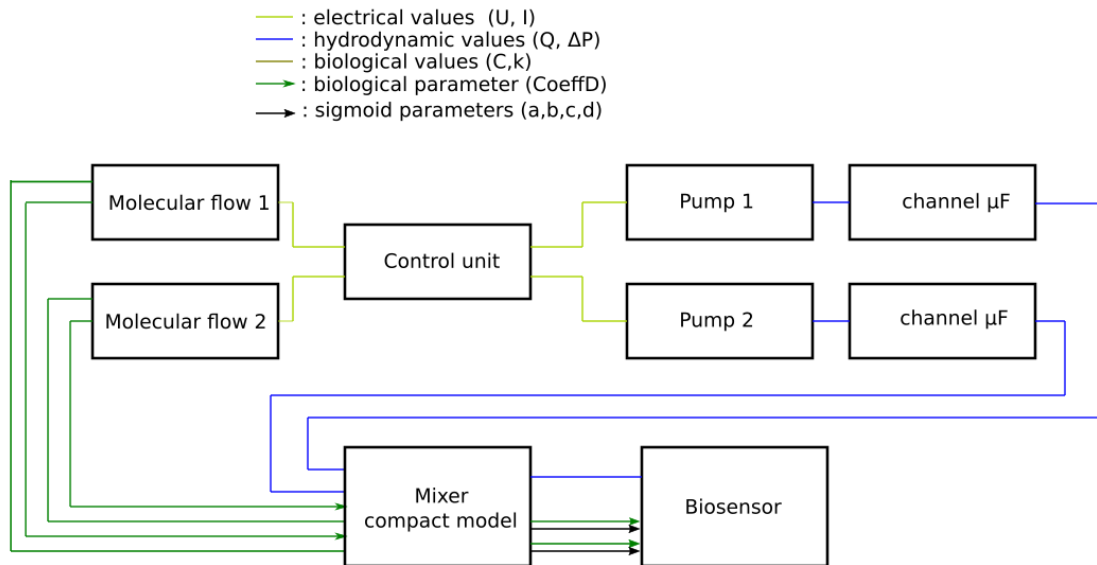 : electrical values (U, I)
: hydrodynamic values (Q, ΔP)
: biological values (C,k)
: biological parameter (CoeffD)
: sigmoid parameters (a,b,c,d)
Molecular flow 1
Pump 1
channel µF
Control unit
Molecular flow 2
Pump 2
channel µF
Mixer
compact model
Biosensor